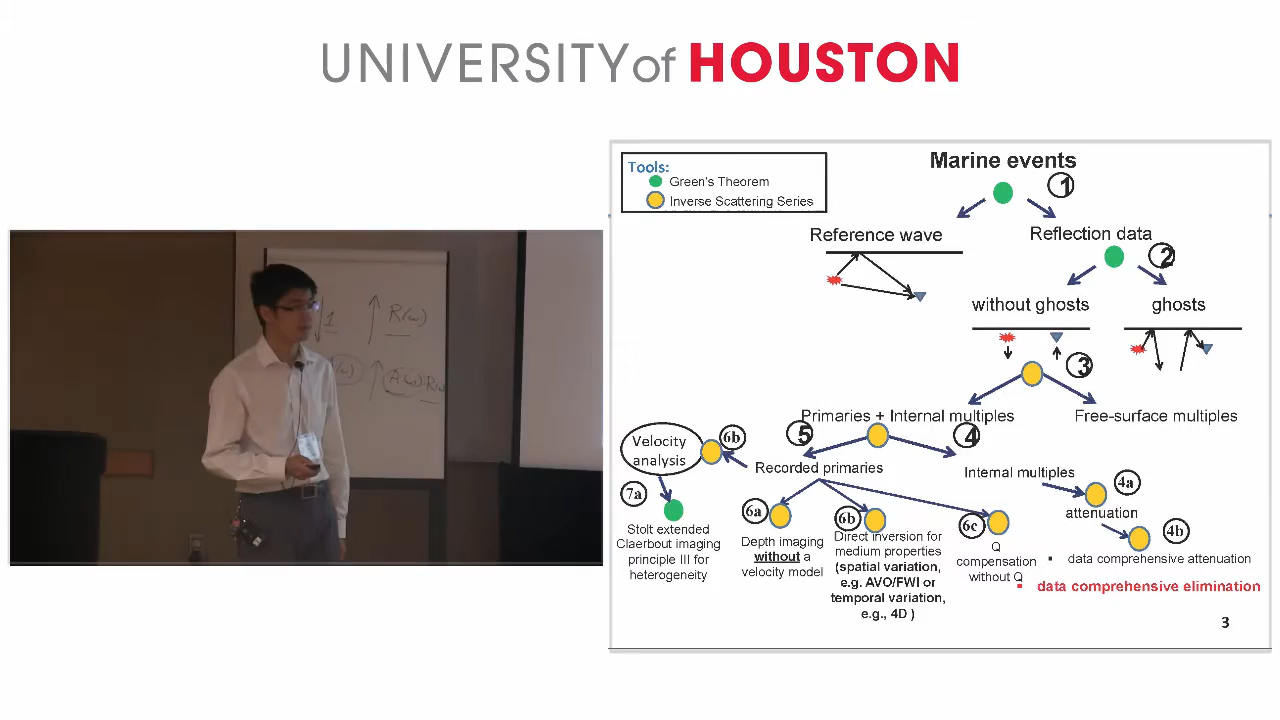 UNIVERSITY of HOUSTON
Tools:
Green's Theorem
Inverse Scattering Series
Marine events
1
Reference wave
Reflection data
2
without ghosts
ghosts
3
Primaries + Internal multiples
Free-surface multiples
Velocity
analysis
6b
5
4
Recorded primaries
Internal multiples
7a
Stolt extended
Claerbout imaging
principle III for
heterogeneity
6a
Depth imaging
without a
velocity model
6b
Direct inversion for
medium properties
(spatial variation,
e.g. AVO/FWI or
temporal variation,
e.g., 4D )
6c
Q
compensation
without Q
4a
attenuation
4b
▪ data comprehensive attenuation
▪ data comprehensive elimination
3
1
R(ω)
(ω)
A(ω) R(ω